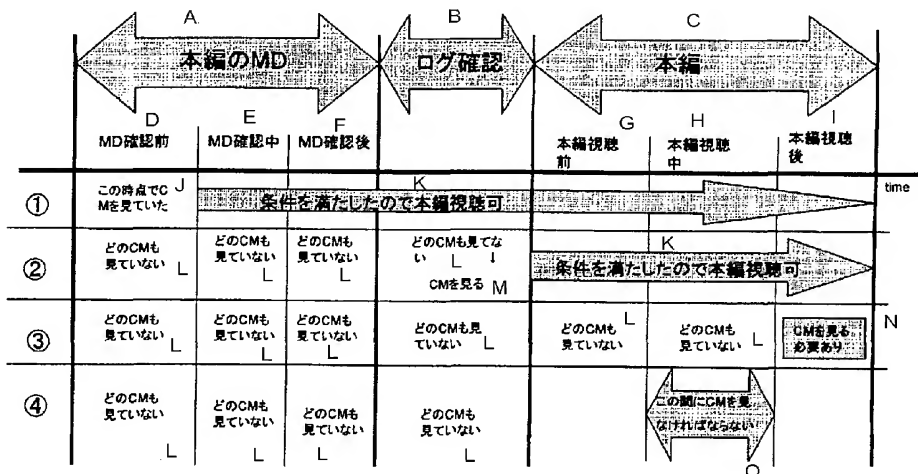 A
B
C
本編のMD
ログ確認
本編
D
E
F
G
H
I
MD確認前
MD確認中
MD確認後
本編視聴
前
本編視聴
中
本編視聴
後
time
①
この時点でC
Mを見ていた
J
K
条件を満たしたので本編視聴可
②
どのCMも
見ていない
L
どのCMも
見ていない
L
どのCMも
見ていない
L
どのCMも見てな
い
L
↓
CMを見る
M
K
条件を満たしたので本編視聴可
③
どのCMも
見ていない
L
どのCMも
見ていない
L
どのCMも
見ていない
L
どのCMも見
ていない
L
どのCMも
見ていない
L
どのCMも
見ていない
L
CMを見る
必要あり
N
④
どのCMも
見ていない
L
どのCMも
見ていない
L
どのCMも
見ていない
L
どのCMも
見ていない
L
この間にCMを見
なければならない
O